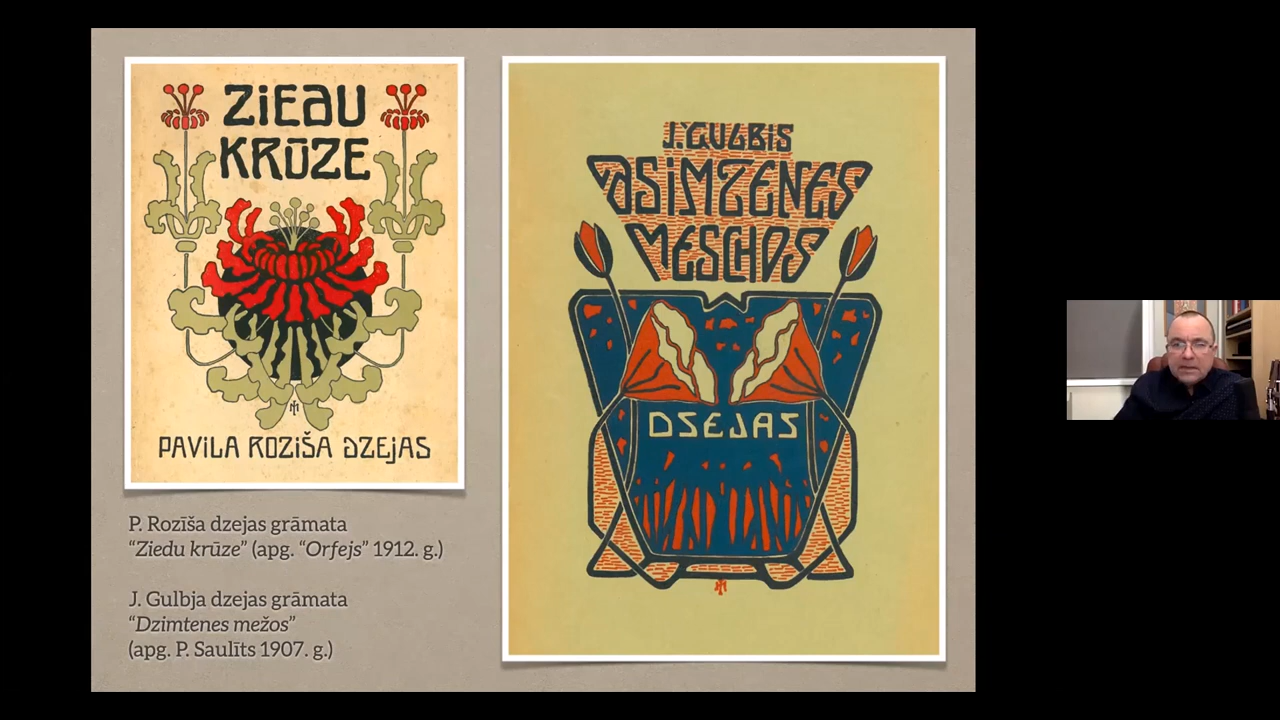 ZIEDU
KRŪZE
PAVILA ROZIŠA DZEJAS
J. GULBIS
DSIMZENES
MESCHOS
DSEJAS
P. Rozīša dzejas grāmata
“Ziedu krūze” (apg. “Orfejs” 1912. g.)
J. Gulbja dzejas grāmata
“Dzimtenes mežos”
(apg. P. Saulīts 1907. g.)